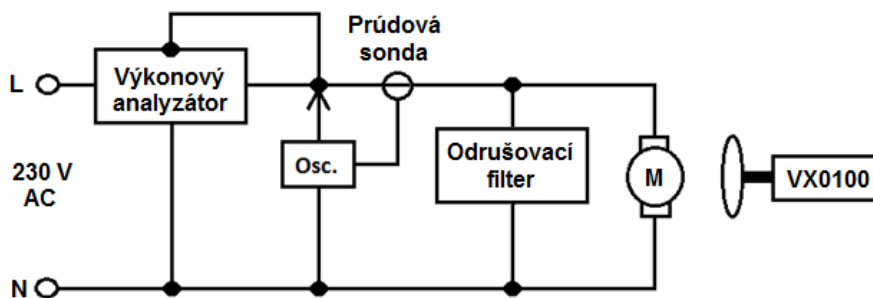 Prúdová
sonda
L
Výkonový
analyzátor
Osc.
Odrušovací
filter
M
VX0100
230 V
AC
N